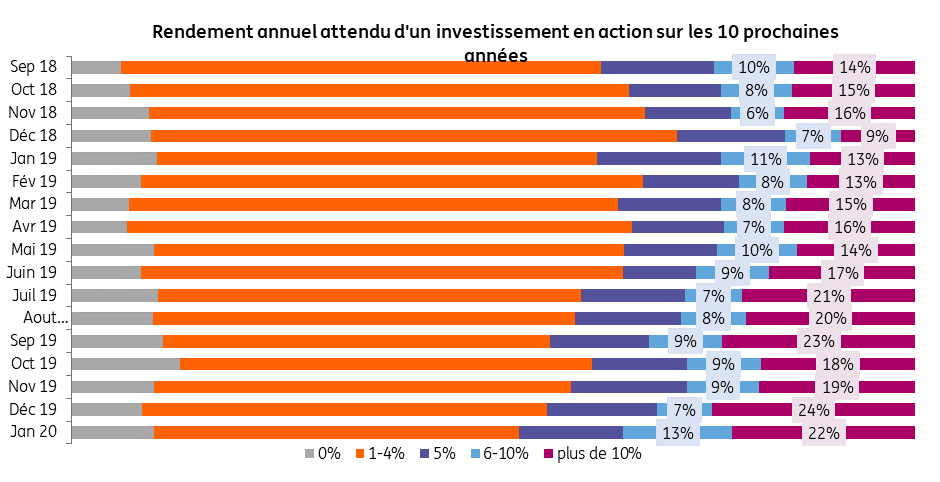 Rendement annuel attendu d'un investissement en action sur les 10 prochaines
années
Sep 18 10% 14%
Oct 18 8% 15%
Nov 18 6% 16%
Déc 18 7% 9%
Jan 19 11% 13%
Fév 19 8% 13%
Mar 19 8% 15%
Avr 19 7% 16%
Mai 19 10% 14%
Juin 19 9% 17%
Juil 19 7% 21%
Aout... 8% 20%
Sep 19 9% 23%
Oct 19 9% 18%
Nov 19 9% 19%
Déc 19 7% 24%
Jan 20 13% 22%
0% 1-4% 5% 6-10% plus de 10%